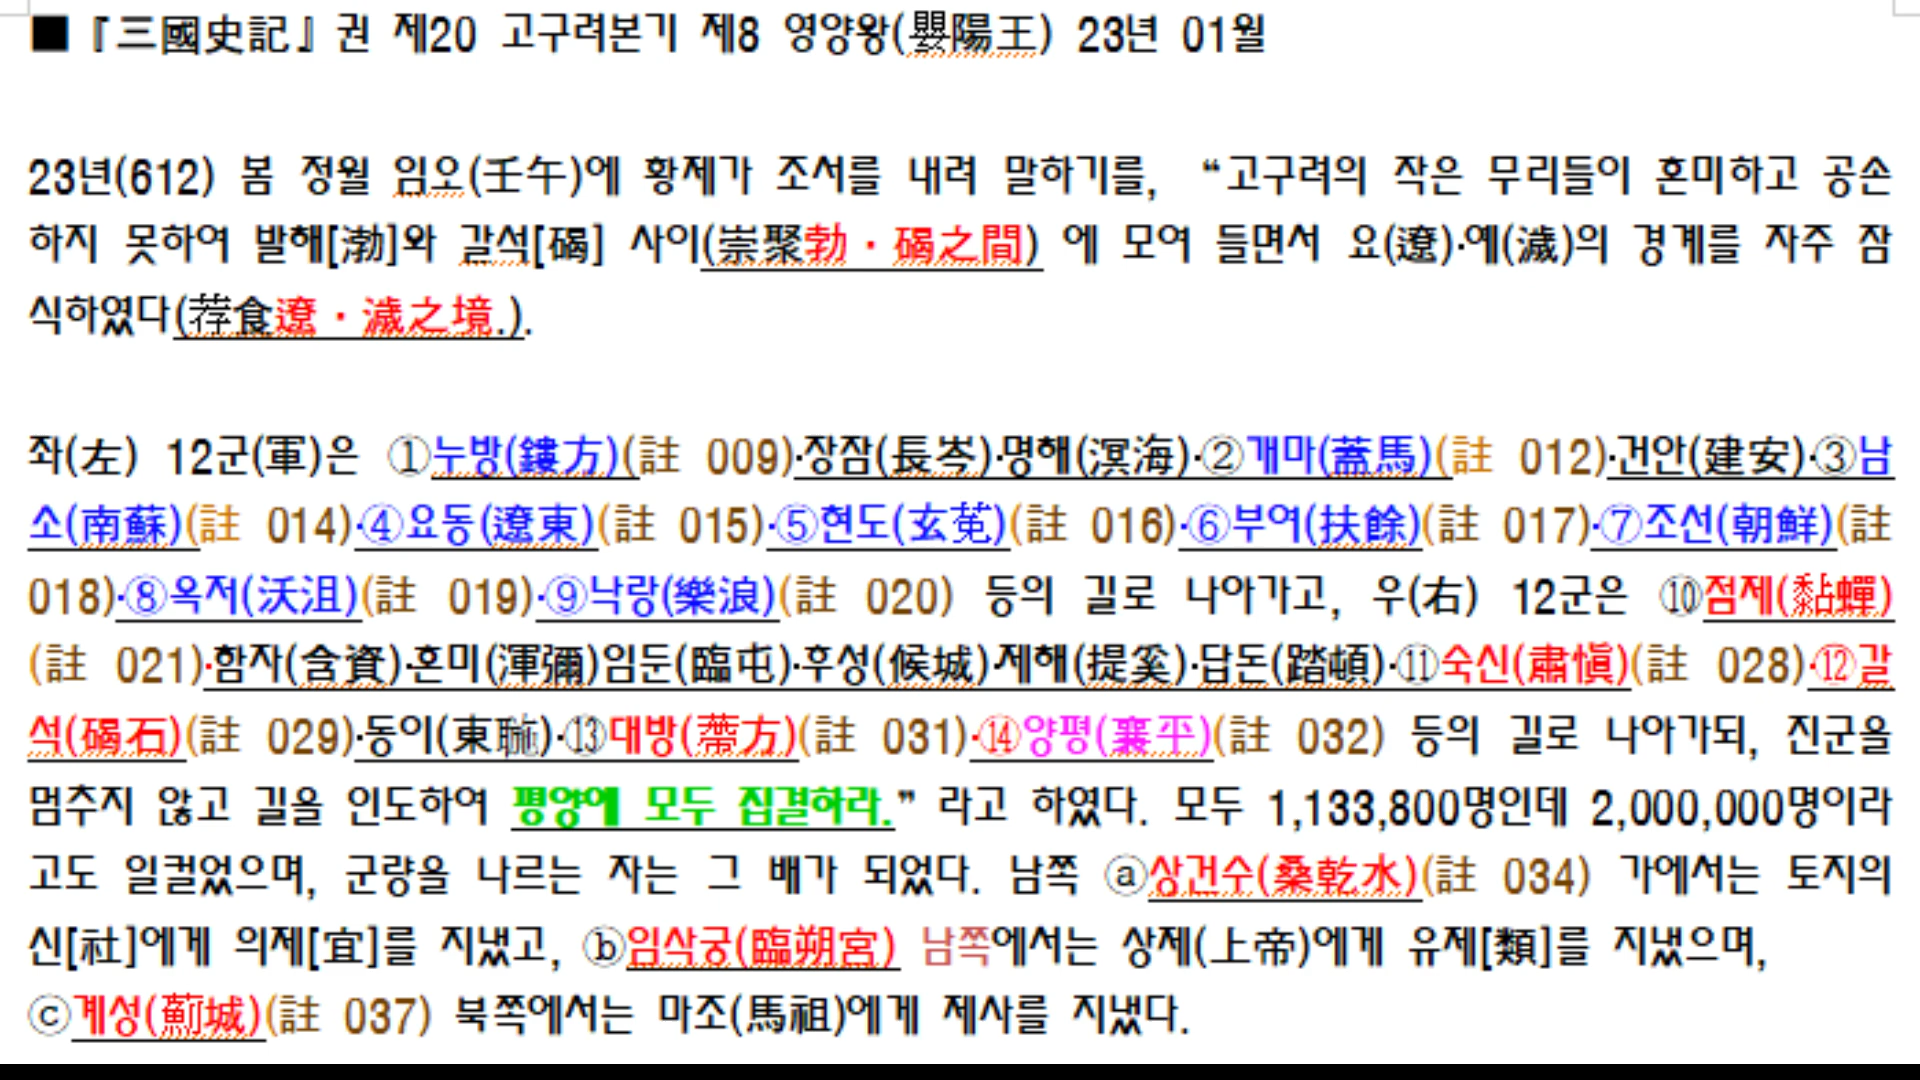 ■『三國史記』권 제20 고구려본기 제8 영양왕(嬰陽王) 23년 01월
23년(612) 봄 정월 임오(壬午)에 황제가 조서를 내려 말하기를, “고구려의 작은 무리들이 혼미하고 공손
하지 못하여 발해[渤]와 갈석[碣] 사이(崇聚勃·碣之間) 에 모여 들면서 요(遼)·예(濊)의 경계를 자주 잠
식하였다(荐食遼·濊之境.).
좌(左) 12군(軍)은 ①누방(鏤方)(註 009)·장잠(長岑)·명해(溟海)·②개마(蓋馬)(註 012)·건안(建安)·③남
소(南蘇)(註 014)·④요동(遼東)(註 015)·⑤현도(玄菟)(註 016)·⑥부여(扶餘)(註 017)·⑦조선(朝鮮)(註
018)·⑧옥저(沃沮)(註 019)·⑨낙랑(樂浪)(註 020) 등의 길로 나아가고, 우(右) 12군은 ⑩점제(黏蟬)
(註 021)·함자(含資)·혼미(渾彌)임둔(臨屯)·후성(候城)·제해(提奚)·답돈(踏頓)·⑪숙신(肅愼)(註 028)·⑫갈
석(碣石)(註 029)·동이(東暆)·⑬대방(蔕方)(註 031)·⑭양평(襄平)(註 032) 등의 길로 나아가되, 진군을
멈추지 않고 길을 인도하여 평양에 모두 집결하라.” 라고 하였다. 모두 1,133,800명인데 2,000,000명이라
고도 일컬었으며, 군량을 나르는 자는 그 배가 되었다. 남쪽 ⓐ상건수(桑乾水)(註 034) 가에서는 토지의
신[社]에게 의제[宜]를 지냈고, ⓑ임삭궁(臨朔宮) 남쪽에서는 상제(上帝)에게 유제[類]를 지냈으며,
ⓒ계성(薊城)(註 037) 북쪽에서는 마조(馬祖)에게 제사를 지냈다.